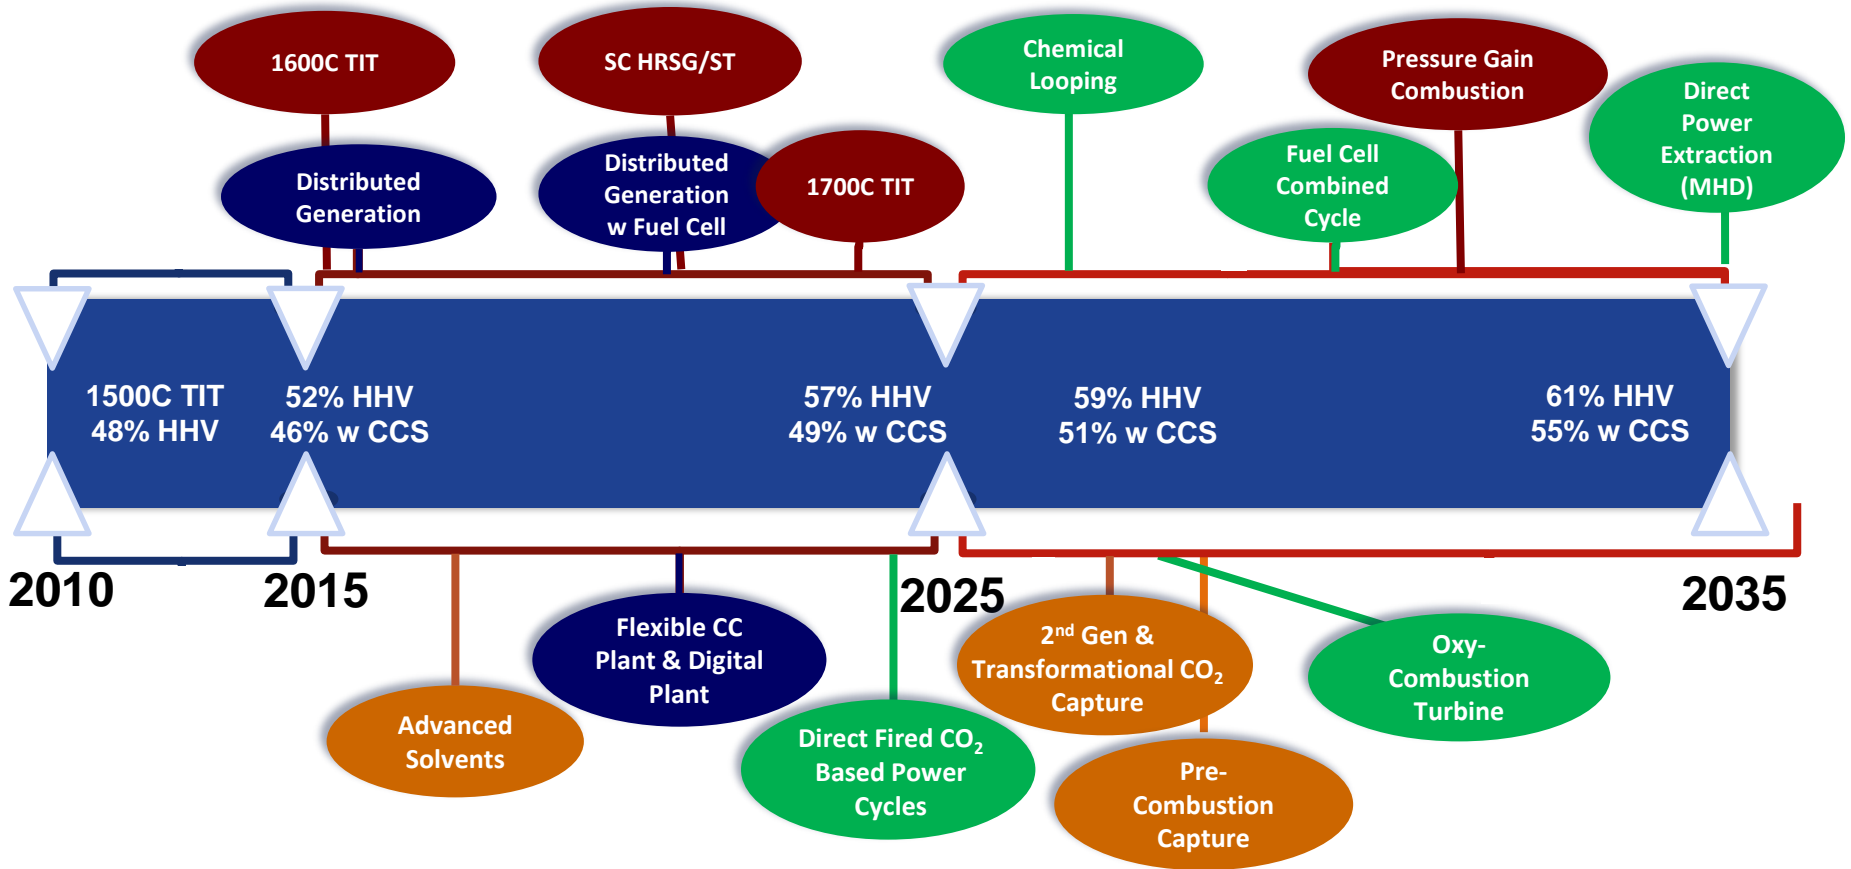 1600C TIT
SC HRSG/ST
Chemical
Looping
Pressure Gain
Combustion
Direct
Power
Extraction
(MHD)
Distributed
Generation
Distributed
Generation
w Fuel Cell
1700C TIT
Fuel Cell
Combined
Cycle
1500C TIT
48% HHV
52% HHV
46% w CCS
57% HHV
49% w CCS
59% HHV
51% w CCS
61% HHV
55% w CCS
2010
2015
2025
2035
Advanced
Solvents
Flexible CC
Plant & Digital
Plant
Direct Fired CO₂
Based Power
Cycles
2nd Gen &
Transformational CO₂
Capture
Pre-
Combustion
Capture
Oxy-
Combustion
Turbine